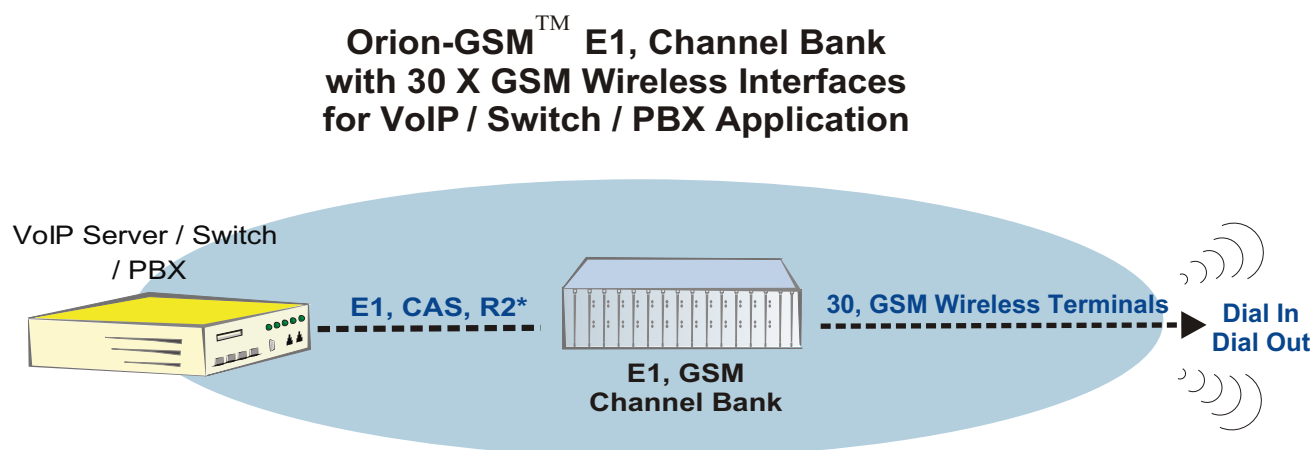 Orion-GSM™ E1, Channel Bank
with 30 X GSM Wireless Interfaces
for VoIP / Switch / PBX Application
VoIP Server / Switch
/ PBX
E1, CAS, R2*
E1, GSM
Channel Bank
30, GSM Wireless Terminals
Dial In
Dial Out